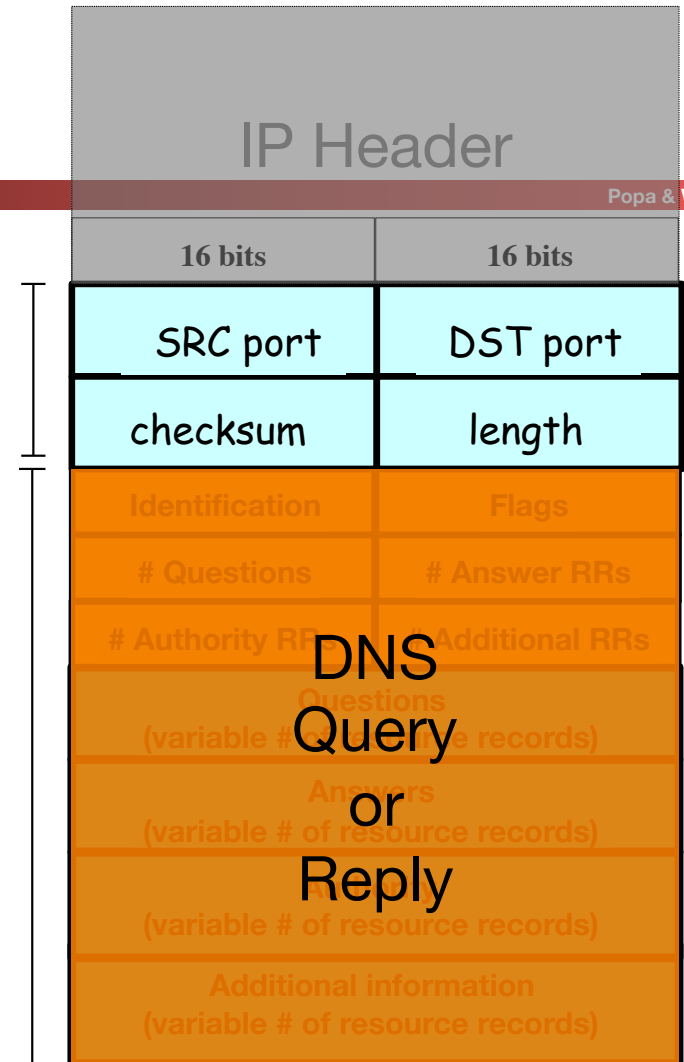 IP Header
Popa &
16 bits 16 bits
SRC port DST port
checksum length
Identification Flags
# Questions # Answer RRs
# Authority RRs # Additional RRs
DNS
Questions
Query
(variable # of resource records)
Answers
or
(variable # of resource records)
Reply
(variable # of resource records)
Additional information
(variable # of resource records)